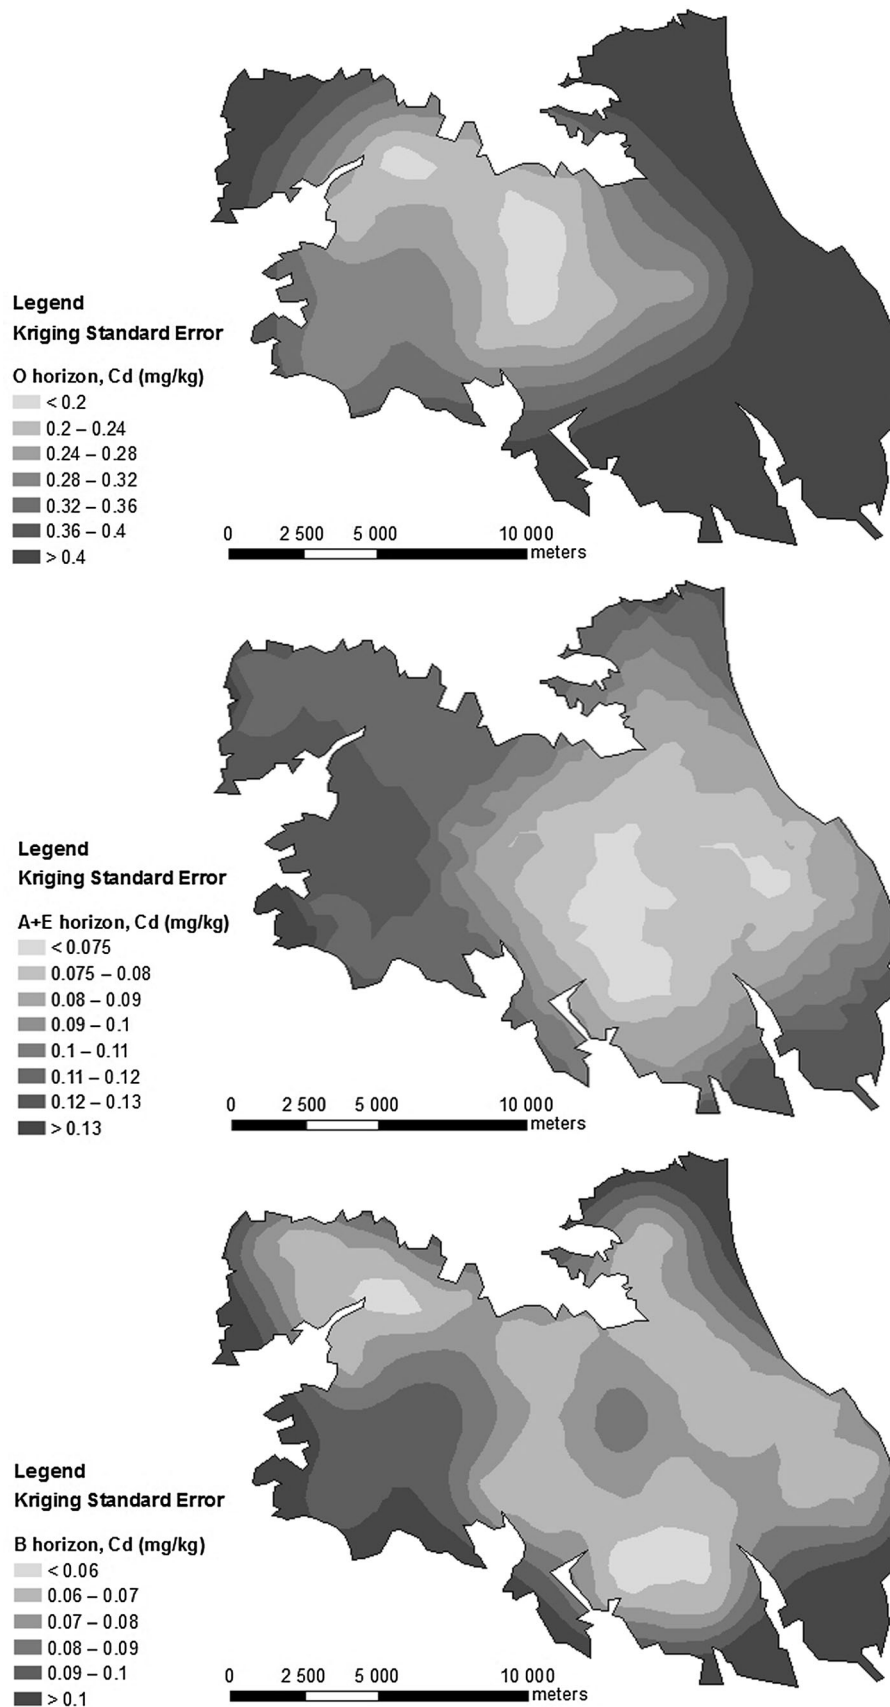 Legend
Kriging Standard Error
O horizon, Cd (mg/kg)
< 0.2
0.2 – 0.24
0.24 – 0.28
0.28 – 0.32
0.32 – 0.36
0.36 – 0.4
> 0.4
0 2 500 5 000 10 000
meters
Legend
Kriging Standard Error
A+E horizon, Cd (mg/kg)
< 0.075
0.075 – 0.08
0.08 – 0.09
0.09 – 0.1
0.1 – 0.11
0.11 – 0.12
0.12 – 0.13
> 0.13
0 2 500 5 000 10 000
meters
Legend
Kriging Standard Error
B horizon, Cd (mg/kg)
< 0.06
0.06 – 0.07
0.07 – 0.08
0.08 – 0.09
0.09 – 0.1
> 0.1
0 2 500 5 000 10 000
meters